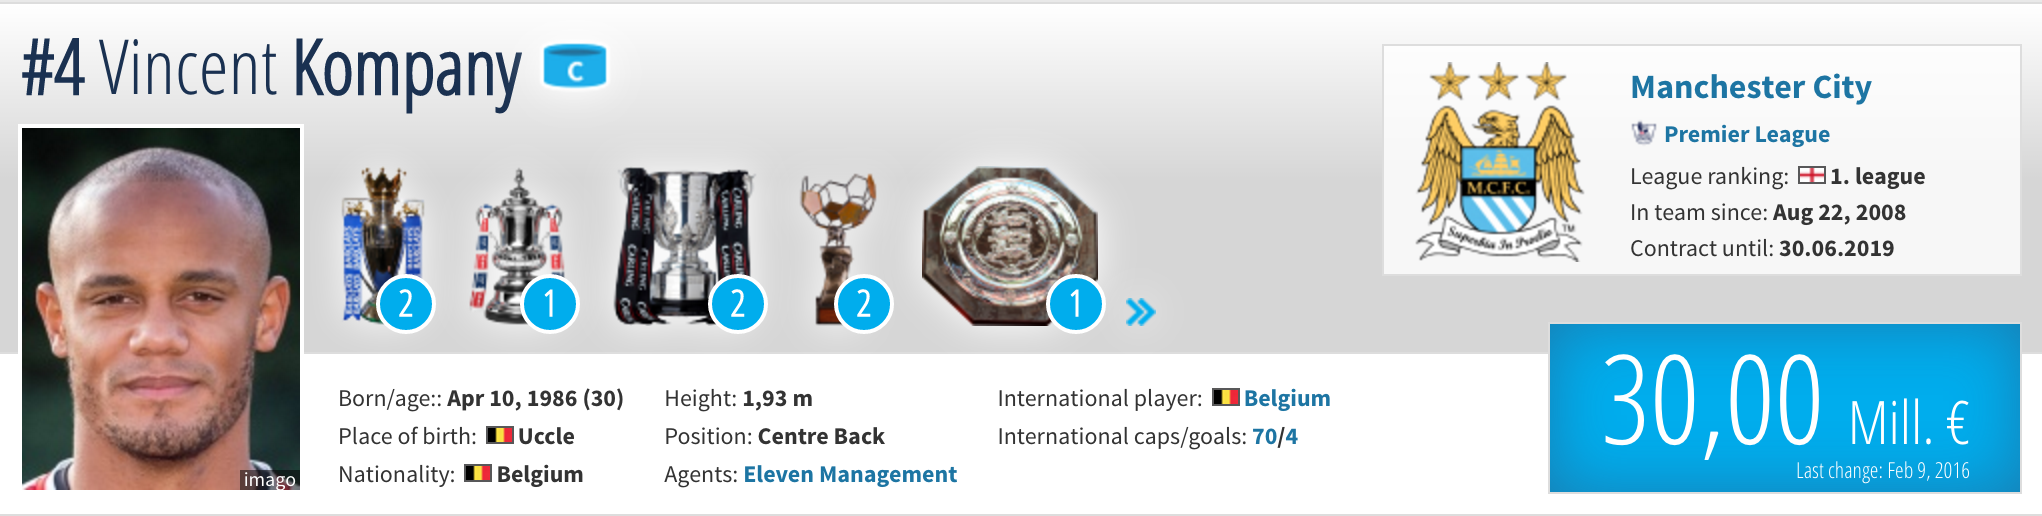 #4 Vincent Kompany C
Manchester City
Premier League
League ranking: 1. league
In team since: Aug 22, 2008
Contract until: 30.06.2019
M.C.F.C.
Superbia In Proelio
TM
CARLING
CARLING
2
1
2
2
1
»
imago
Born/age:: Apr 10, 1986 (30)
Place of birth: Uccle
Nationality: Belgium
Height: 1,93 m
Position: Centre Back
Agents: Eleven Management
International player: Belgium
International caps/goals: 70/4
30,00 Mill. €
Last change: Feb 9, 2016